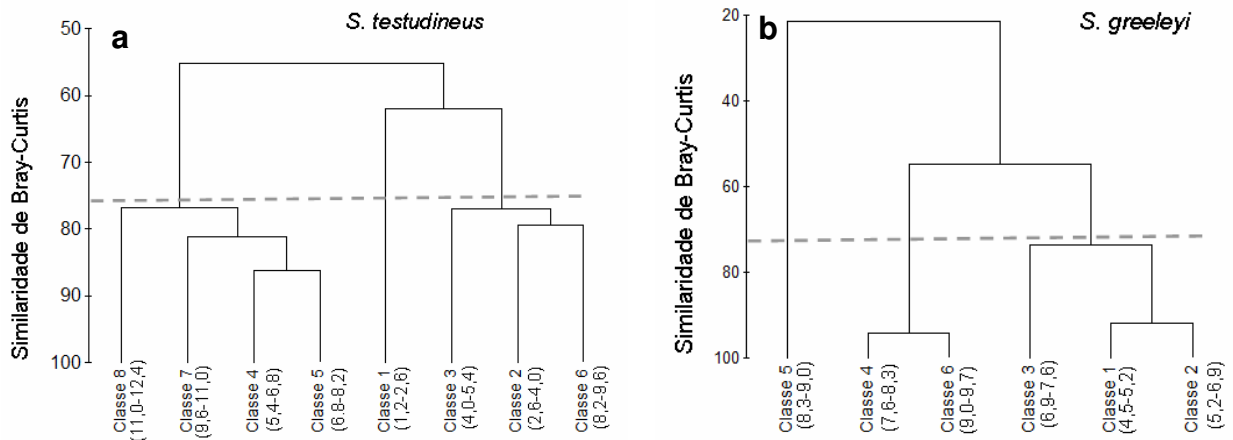 a
S. testudineus
Similaridade de Bray-Curtis
50
60
70
80
90
100
Classe 8
(11,0-12,4)
Classe 7
(9,6-11,0)
Classe 4
(5,4-6,8)
Classe 5
(6,8-8,2)
Classe 1
(1,2-2,6)
Classe 3
(4,0-5,4)
Classe 2
(2,6-4,0)
Classe 6
(8,2-9,6)
b
S. greeleyi
Similaridade de Bray-Curtis
20
40
60
80
100
Classe 5
(8,3-9,0)
Classe 4
(7,6-8,3)
Classe 6
(9,0-9,7)
Classe 3
(6,9-7,6)
Classe 1
(4,5-5,2)
Classe 2
(5,2-6,9)